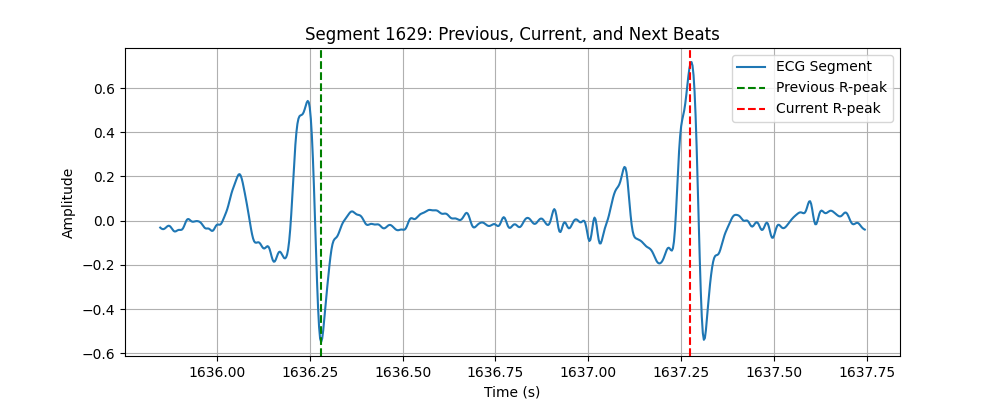 Segment 1629: Previous, Current, and Next Beats
ECG Segment
Previous R-peak
Current R-peak
Amplitude
0.6
0.4
0.2
0.0
−0.2
−0.4
−0.6
1636.00 1636.25 1636.50 1636.75 1637.00 1637.25 1637.50 1637.75
Time (s)